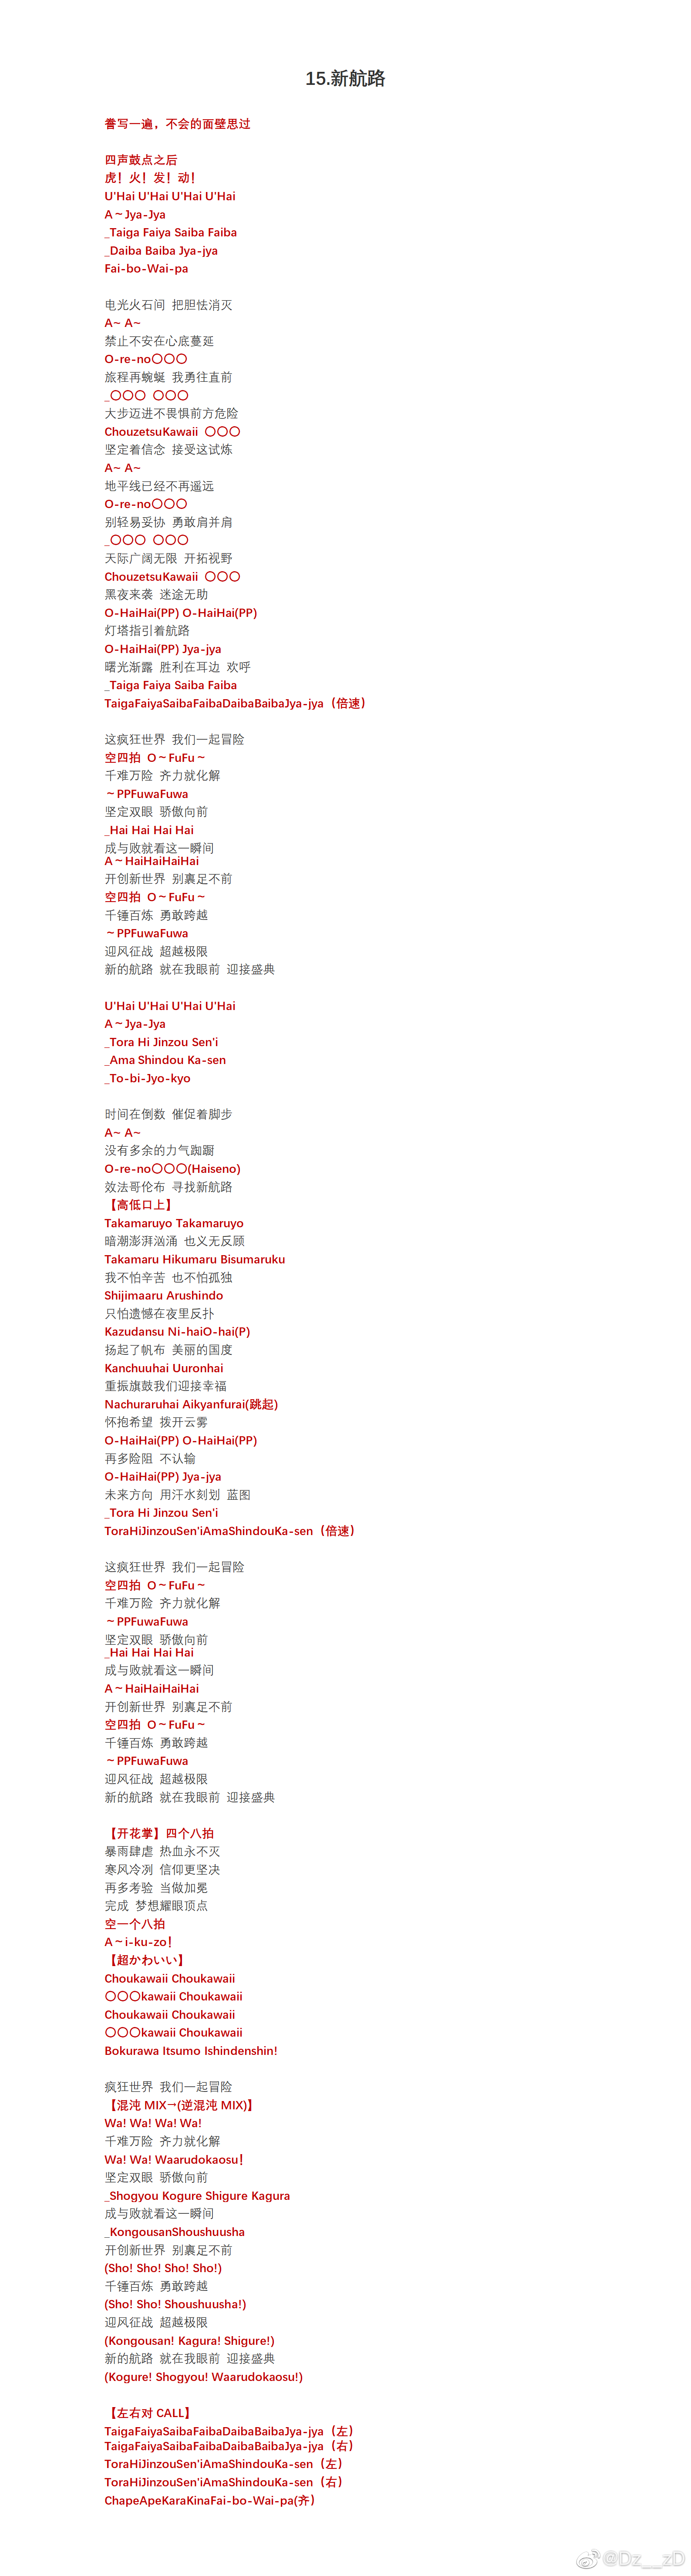 15.新航路
誊写一遍，不会的面壁思过
四声鼓点之后
虎！火！发！动！
U'Hai U'Hai U'Hai U'Hai
A～Jya-Jya
_Taiga Faiya Saiba Faiba
_Daiba Baiba Jya-jya
Fai-bo-Wai-pa
电光火石间 把胆怯消灭
A~ A~
禁止不安在心底蔓延
O-re-no〇〇〇
旅程再蜿蜒 我勇往直前
_〇〇〇 〇〇〇
大步迈进不畏惧前方危险
ChouzetsuKawaii 〇〇〇
坚定着信念 接受这试炼
A~ A~
地平线已经不再遥远
O-re-no〇〇〇
别轻易妥协 勇敢肩并肩
_〇〇〇 〇〇〇
天际广阔无限 开拓视野
ChouzetsuKawaii 〇〇〇
黑夜来袭 迷途无助
O-HaiHai(PP) O-HaiHai(PP)
灯塔指引着航路
O-HaiHai(PP) Jya-jya
曙光渐露 胜利在耳边 欢呼
_Taiga Faiya Saiba Faiba
TaigaFaiyaSaibaFaibaDaibaBaibaJya-jya（倍速）
这疯狂世界 我们一起冒险
空四拍 O～FuFu～
千难万险 齐力就化解
～PPFuwaFuwa
坚定双眼 骄傲向前
_Hai Hai Hai Hai
成与败就看这一瞬间
A～HaiHaiHaiHai
开创新世界 别裹足不前
空四拍 O～FuFu～
千锤百炼 勇敢跨越
～PPFuwaFuwa
迎风征战 超越极限
新的航路 就在我眼前 迎接盛典
U'Hai U'Hai U'Hai U'Hai
A～Jya-Jya
_Tora Hi Jinzou Sen'i
_Ama Shindou Ka-sen
_To-bi-Jyo-kyo
时间在倒数 催促着脚步
A~ A~
没有多余的力气踟蹰
O-re-no〇〇〇(Haiseno)
效法哥伦布 寻找新航路
【高低口上】
Takamaruyo Takamaruyo
暗潮澎湃汹涌 也义无反顾
Takamaru Hikumaru Bisumaruku
我不怕辛苦 也不怕孤独
Shijimaaru Arushindo
只怕遗憾在夜里反扑
Kazudansu Ni-haiO-hai(P)
扬起了帆布 美丽的国度
Kanchuuhai Uuronhai
重振旗鼓我们迎接幸福
Nachuraruhai Aikyanfurai(跳起)
怀抱希望 拨开云雾
O-HaiHai(PP) O-HaiHai(PP)
再多险阻 不认输
O-HaiHai(PP) Jya-jya
未来方向 用汗水刻划 蓝图
_Tora Hi Jinzou Sen'i
ToraHiJinzouSen'iAmaShindouKa-sen（倍速）
这疯狂世界 我们一起冒险
空四拍 O～FuFu～
千难万险 齐力就化解
～PPFuwaFuwa
坚定双眼 骄傲向前
_Hai Hai Hai Hai
成与败就看这一瞬间
A～HaiHaiHaiHai
开创新世界 别裹足不前
空四拍 O～FuFu～
千锤百炼 勇敢跨越
～PPFuwaFuwa
迎风征战 超越极限
新的航路 就在我眼前 迎接盛典
【开花掌】四个八拍
暴雨肆虐 热血永不灭
寒风冷冽 信仰更坚决
再多考验 当做加冕
完成 梦想耀眼顶点
空一个八拍
A～i-ku-zo！
【超かわいい】
Choukawaii Choukawaii
〇〇〇kawaii Choukawaii
Choukawaii Choukawaii
〇〇〇kawaii Choukawaii
Bokurawa Itsumo Ishindenshin!
疯狂世界 我们一起冒险
【混沌 MIX→(逆混沌 MIX)】
Wa! Wa! Wa! Wa!
千难万险 齐力就化解
Wa! Wa! Waarudokaosu！
坚定双眼 骄傲向前
_Shogyou Kogure Shigure Kagura
成与败就看这一瞬间
_KongousanShoushuusha
开创新世界 别裹足不前
(Sho! Sho! Sho! Sho!)
千锤百炼 勇敢跨越
(Sho! Sho! Shoushuusha!)
迎风征战 超越极限
(Kongousan! Kagura! Shigure!)
新的航路 就在我眼前 迎接盛典
(Kogure! Shogyou! Waarudokaosu!)
【左右对 CALL】
TaigaFaiyaSaibaFaibaDaibaBaibaJya-jya（左）
TaigaFaiyaSaibaFaibaDaibaBaibaJya-jya（右）
ToraHiJinzouSen'iAmaShindouKa-sen（左）
ToraHiJinzouSen'iAmaShindouKa-sen（右）
ChapeApeKaraKinaFai-bo-Wai-pa(齐）
@Dz__zD